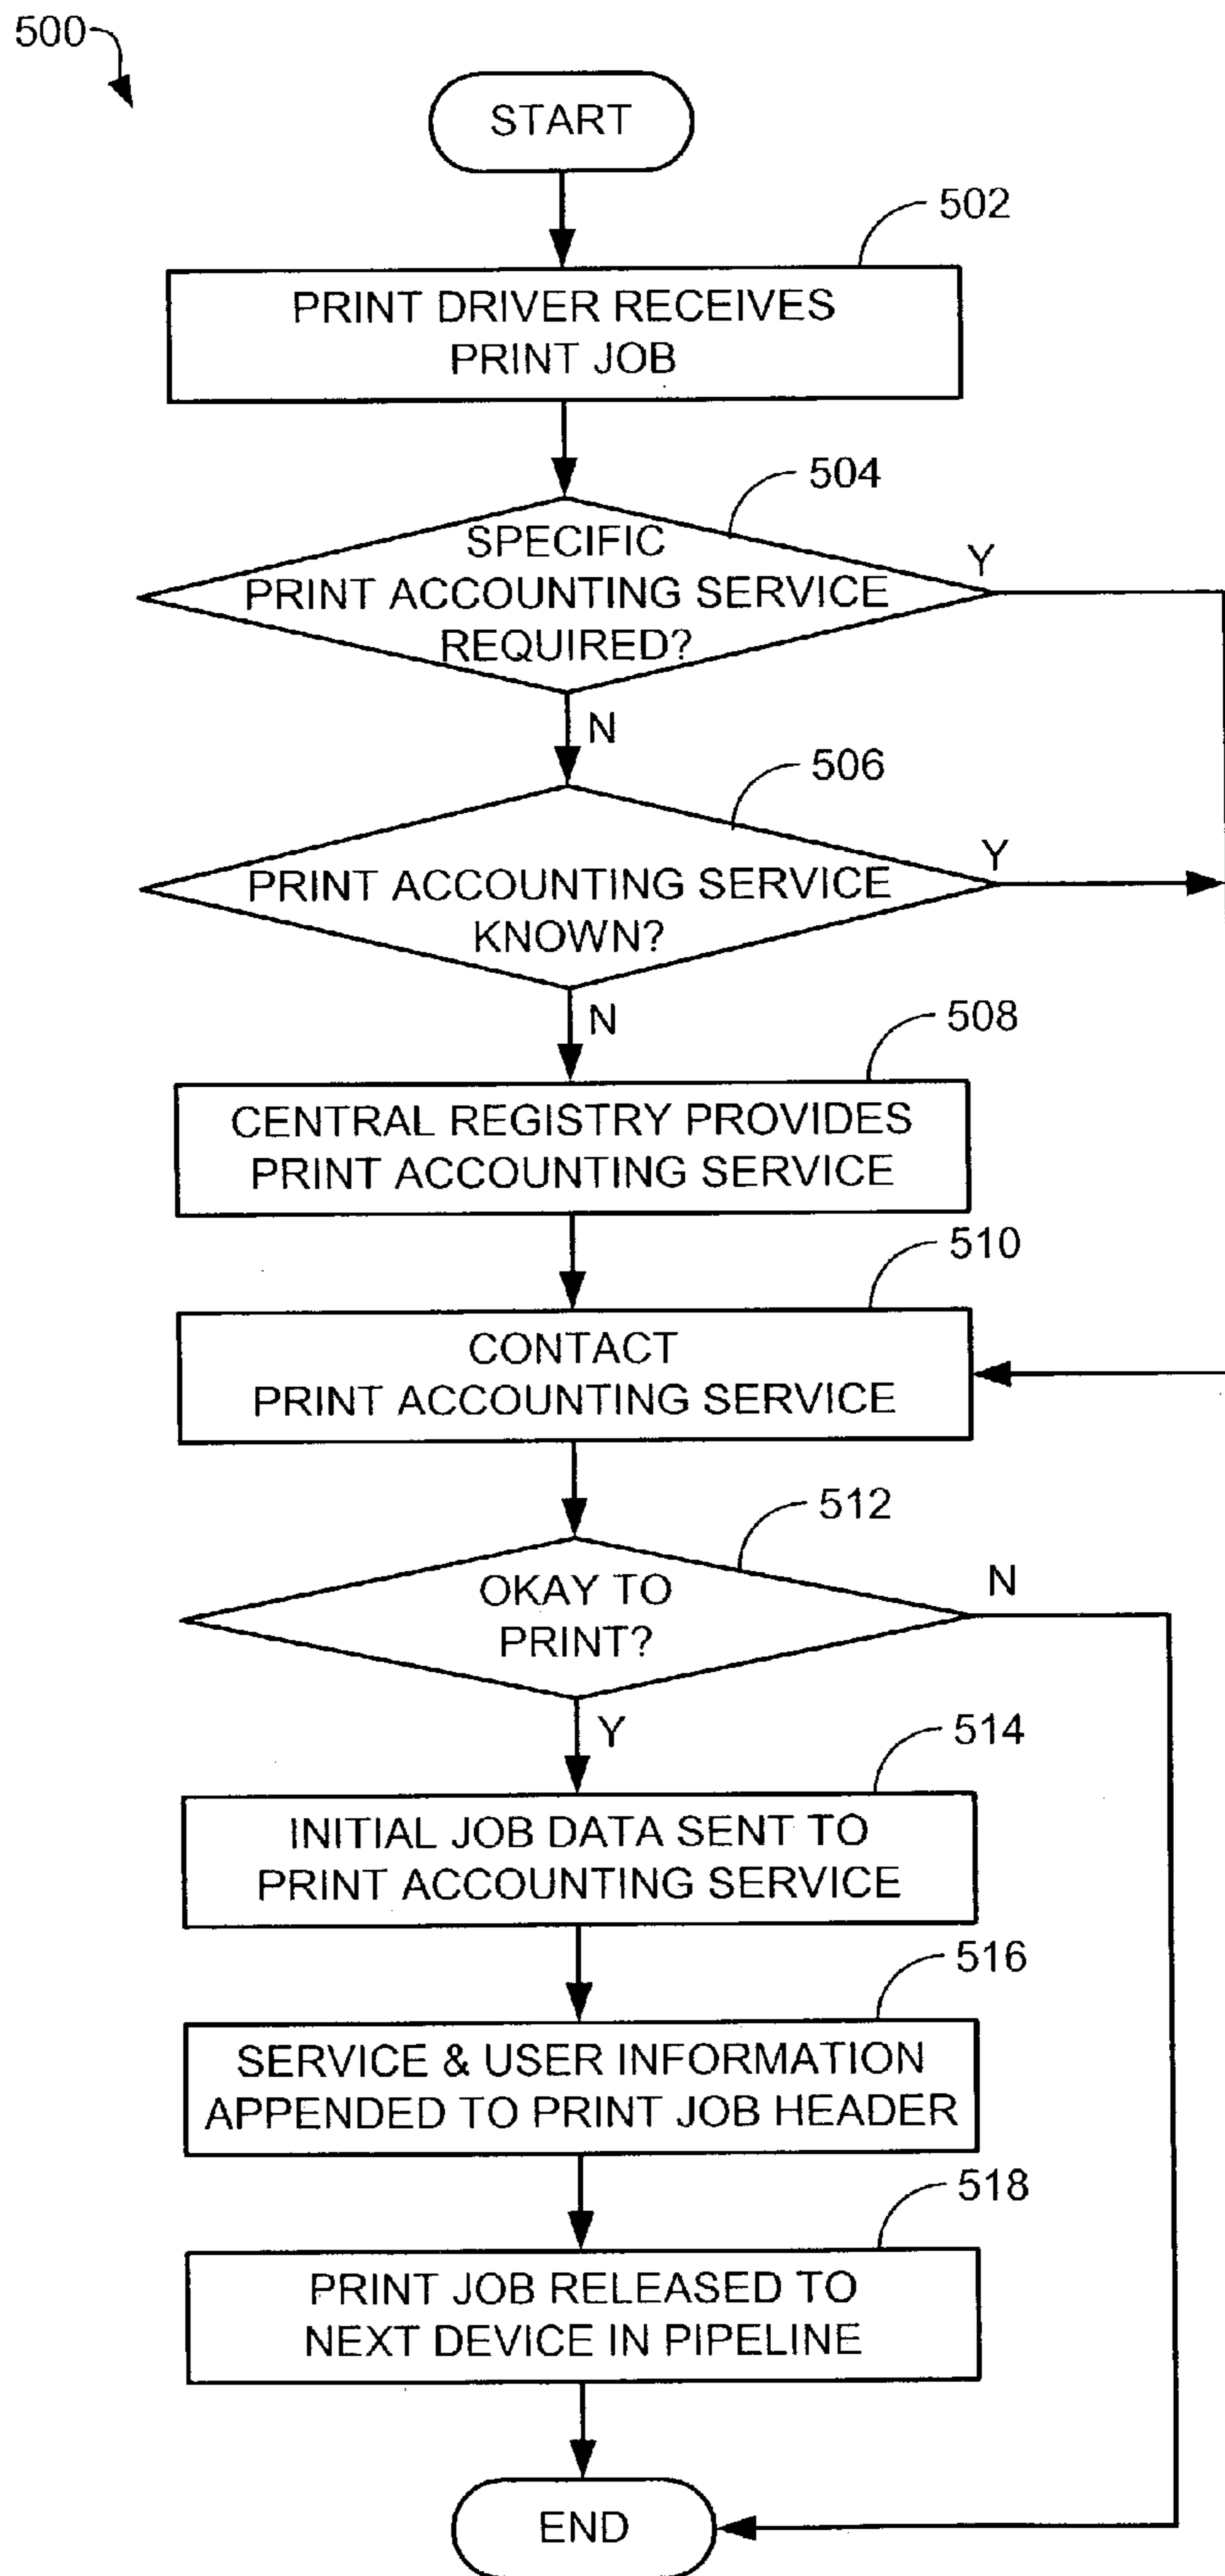 500
START
502
PRINT DRIVER RECEIVES
PRINT JOB
504
SPECIFIC
PRINT ACCOUNTING SERVICE
REQUIRED?
Y
N
506
PRINT ACCOUNTING SERVICE
KNOWN?
Y
N
508
CENTRAL REGISTRY PROVIDES
PRINT ACCOUNTING SERVICE
510
CONTACT
PRINT ACCOUNTING SERVICE
512
OKAY TO
PRINT?
N
Y
514
INITIAL JOB DATA SENT TO
PRINT ACCOUNTING SERVICE
516
SERVICE & USER INFORMATION
APPENDED TO PRINT JOB HEADER
518
PRINT JOB RELEASED TO
NEXT DEVICE IN PIPELINE
END